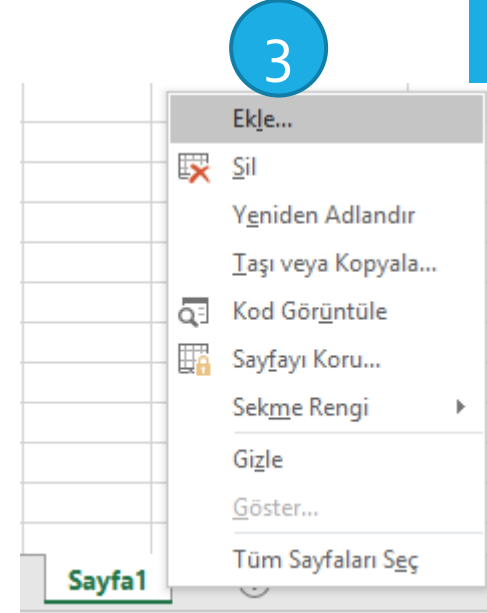 3
Ekle...
Sil
Yeniden Adlandır
Taşı veya Kopyala...
Kod Görüntüle
Sayfayı Koru...
Sekme Rengi
Gizle
Göster...
Tüm Sayfaları Seç
Sayfa1